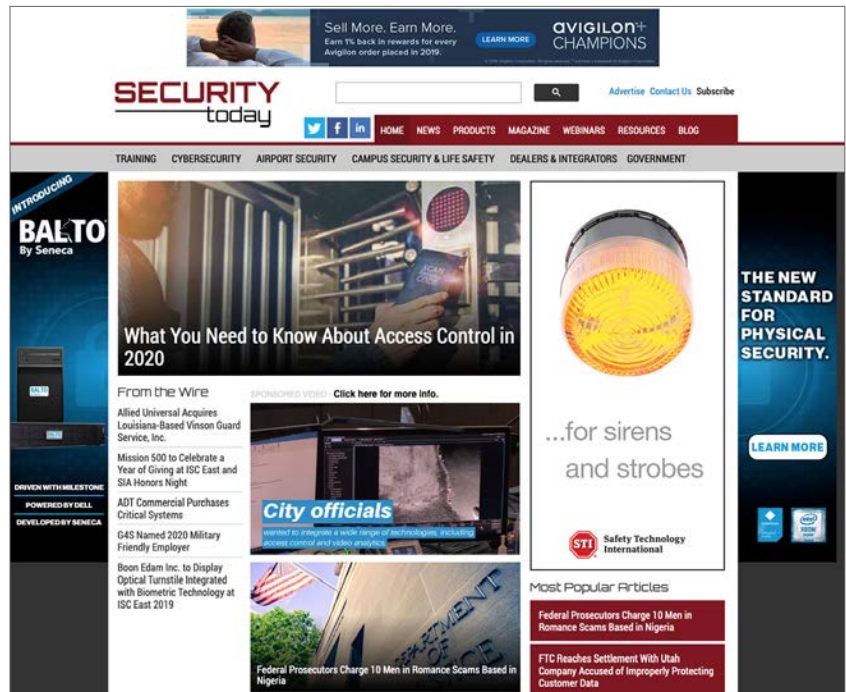 Sell More. Earn More.
Earn 1% back in rewards for every
Avigilon order placed in 2019.
LEARN MORE
AVIGILON
CHAMPIONS
SECURITY
today
Advertise Contact Us Subscribe
HOME NEWS PRODUCTS MAGAZINE WEBINARS RESOURCES BLOG
TRAINING CYBERSECURITY AIRPORT SECURITY CAMPUS SECURITY & LIFE SAFETY DEALERS & INTEGRATORS GOVERNMENT
INTRODUCING
BALTO
By Seneca
BALTO
DRIVEN WITH MILESTONE
POWERED BY DELL
DEVELOPED BY SENECA
SCAN
What You Need to Know About Access Control in
2020
From the Wire
Allied Universal Acquires
Louisiana-Based Vinson Guard
Service, Inc.
Mission 500 to Celebrate a
Year of Giving at ISC East and
SIA Honors Night
ADT Commercial Purchases
Critical Systems
G4S Named 2020 Military
Friendly Employer
Boon Edam Inc. to Display
Optical Turnstile Integrated
with Biometric Technology at
ISC East 2019
SPONSORED VIDEO - Click here for more info.
City officials
wanted to integrate a wide range of technologies, including
access control and video analytics.
DEPARTMENT
Federal Prosecutors Charge 10 Men in Romance Scams Based in
Nigeria
...for sirens
and strobes
STI
Safety Technology
International
Most Popular Articles
Federal Prosecutors Charge 10 Men in
Romance Scams Based in Nigeria
FTC Reaches Settlement With Utah
Company Accused of Improperly Protecting
Customer Data
THE NEW
STANDARD
FOR
PHYSICAL
SECURITY.
LEARN MORE
intel
XEON